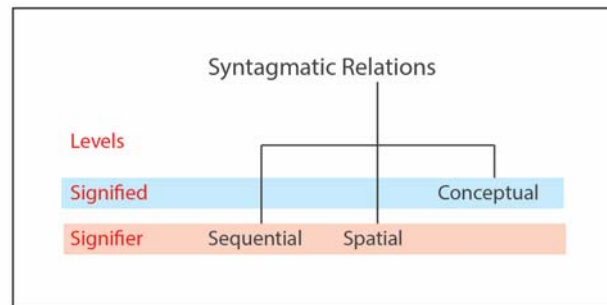 Syntagmatic Relations
Levels
Signified Conceptual
Signifier Sequential Spatial